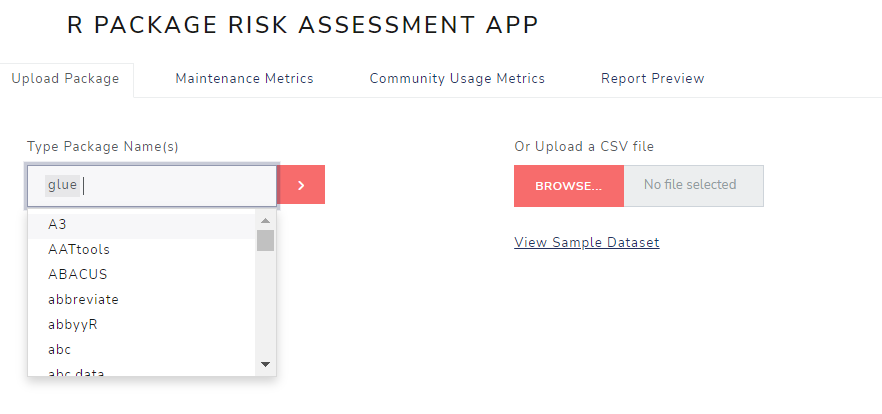 R PACKAGE RISK ASSESSMENT APP
Upload Package
Maintenance Metrics
Community Usage Metrics
Report Preview
Type Package Name(s)
glue
A3
AATtools
ABACUS
abbreviate
abbyyR
abc
abc.data
Or Upload a CSV file
BROWSE...
No file selected
View Sample Dataset